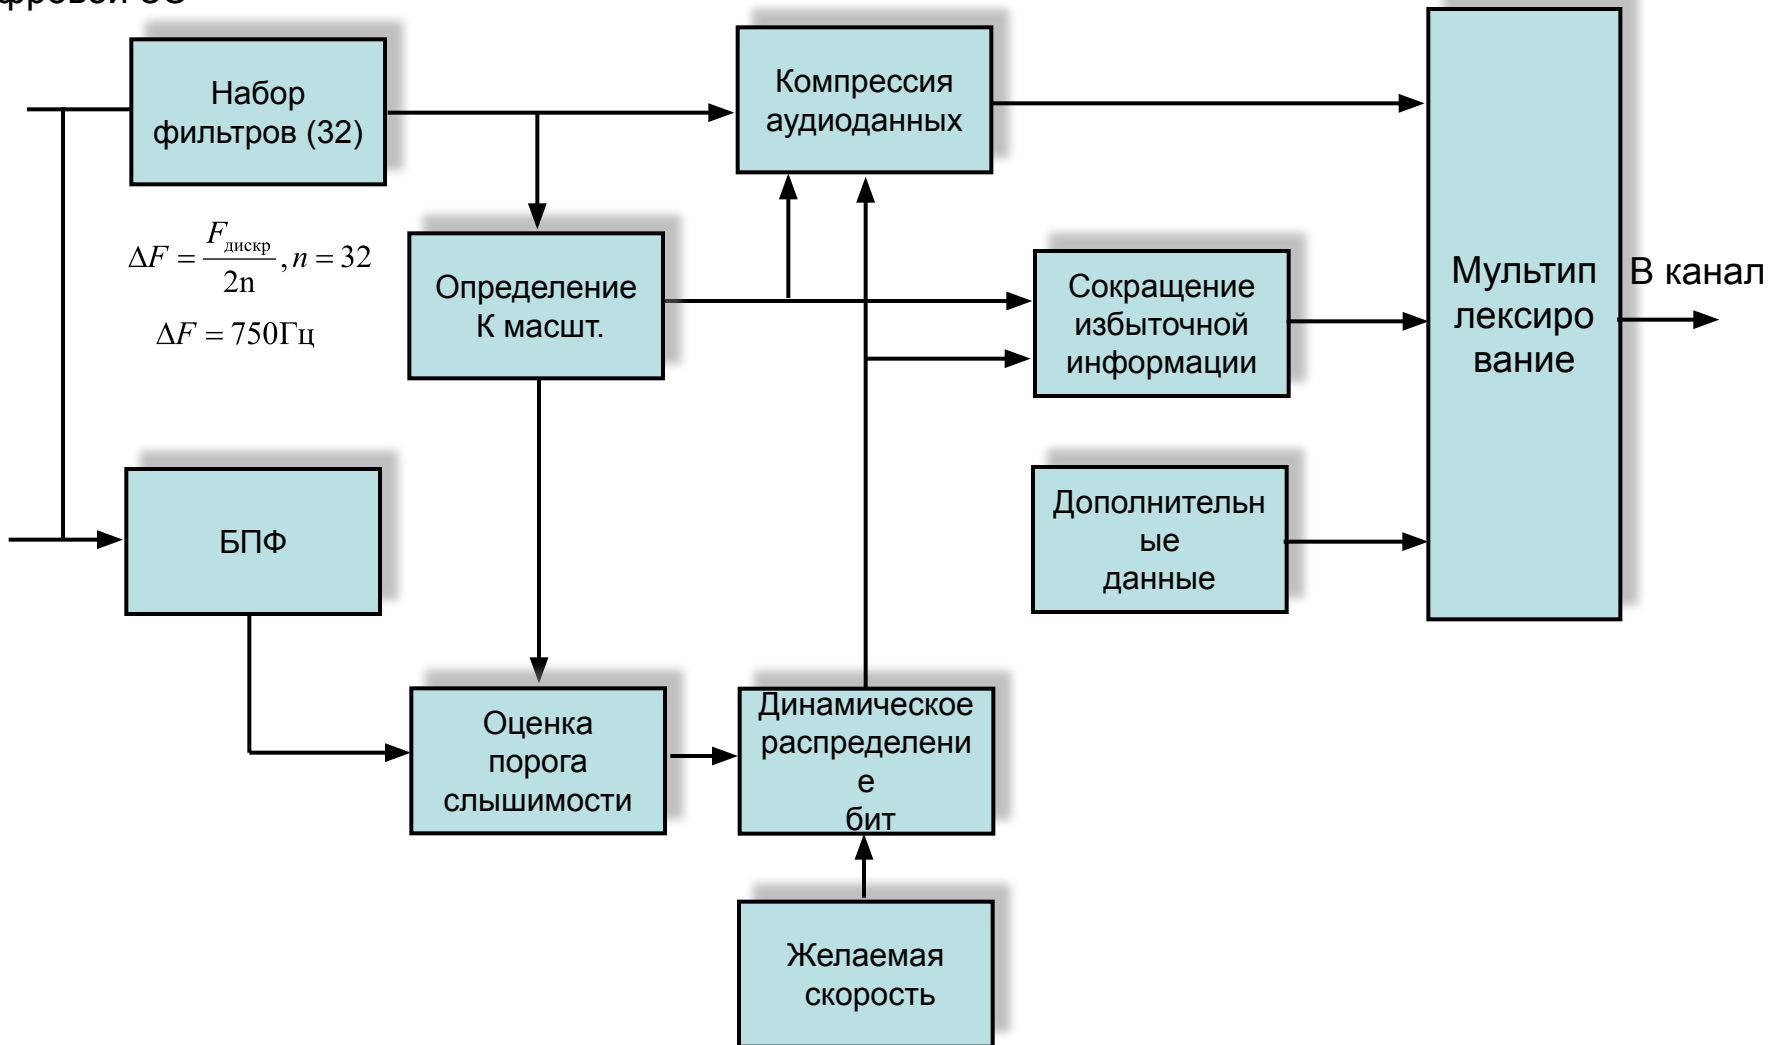 Набор
фильтров (32)
Компрессия
аудиоданных
ΔF = F дискр / 2n , n = 32
ΔF = 750Гц
Определение
К масшт.
Сокращение
избыточной
информации
Мультип
лексиро
вание
В канал
БПФ
Дополнительн
ые
данные
Оценка
порога
слышимости
Динамическое
распределени
е
бит
Желаемая
скорость